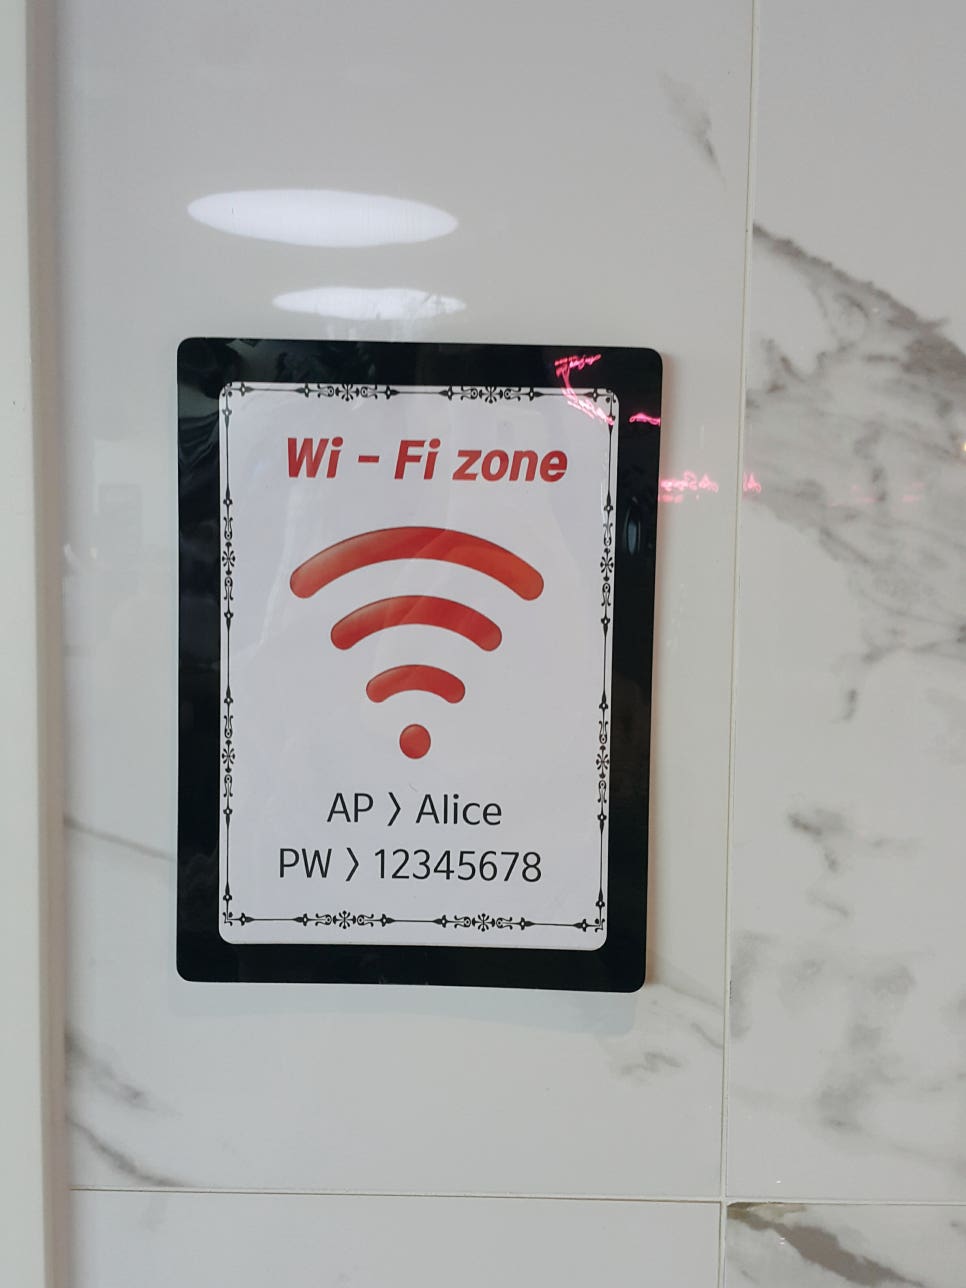 Wi - Fi zone
AP 〉 Alice
PW 〉 12345678